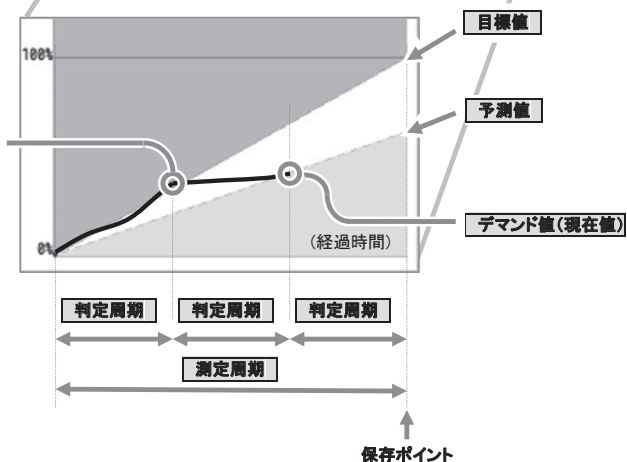 目標値
100%
予測値
デマンド値(現在値)
(経過時間)
0%
判定周期 判定周期 判定周期
測定周期
保存ポイント